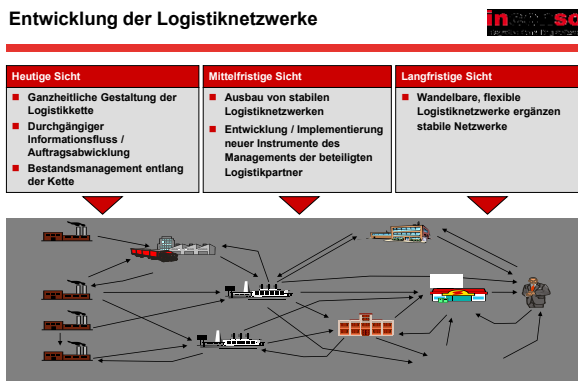 Entwicklung der Logistiknetzwerke
Heutige Sicht
Ganzheitliche Gestaltung der
Logistikkette
Durchgängiger
Informationsfluss /
Auftragsabwicklung
Bestandsmanagement entlang
der Kette
Mittelfristige Sicht
Ausbau von stabilen
Logistiknetzwerken
Entwicklung / Implementierung
neuer Instrumente des
Managements der beteiligten
Logistikpartner
Langfristige Sicht
Wandelbare, flexible
Logistiknetzwerke ergänzen
stabile Netzwerke